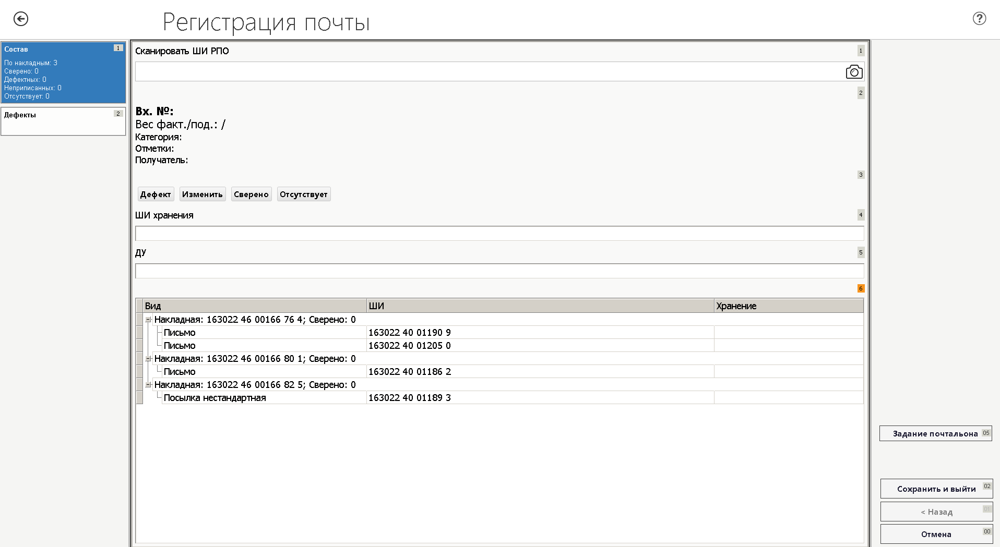 Регистрация почты
?
Состав 1
По накладным: 3
Сверено: 0
Дефектных: 0
Неприписанных: 0
Отсутствует: 0
Дефекты 2
Сканировать ШИ РПО 1
2
Вх. №:
Вес факт./под.: /
Категория:
Отметки:
Получатель:
3
Дефект Изменить Сверено Отсутствует
ШИ хранения 4
ДУ 5
6
Вид ШИ Хранение
Накладная: 163022 46 00166 76 4; Сверено: 0
Письмо 163022 40 01190 9
Письмо 163022 40 01205 0
Накладная: 163022 46 00166 80 1; Сверено: 0
Письмо 163022 40 01186 2
Накладная: 163022 46 00166 82 5; Сверено: 0
Посылка нестандартная 163022 40 01189 3
Задание почтальона 05
Сохранить и выйти 02
< Назад 01
Отмена 00